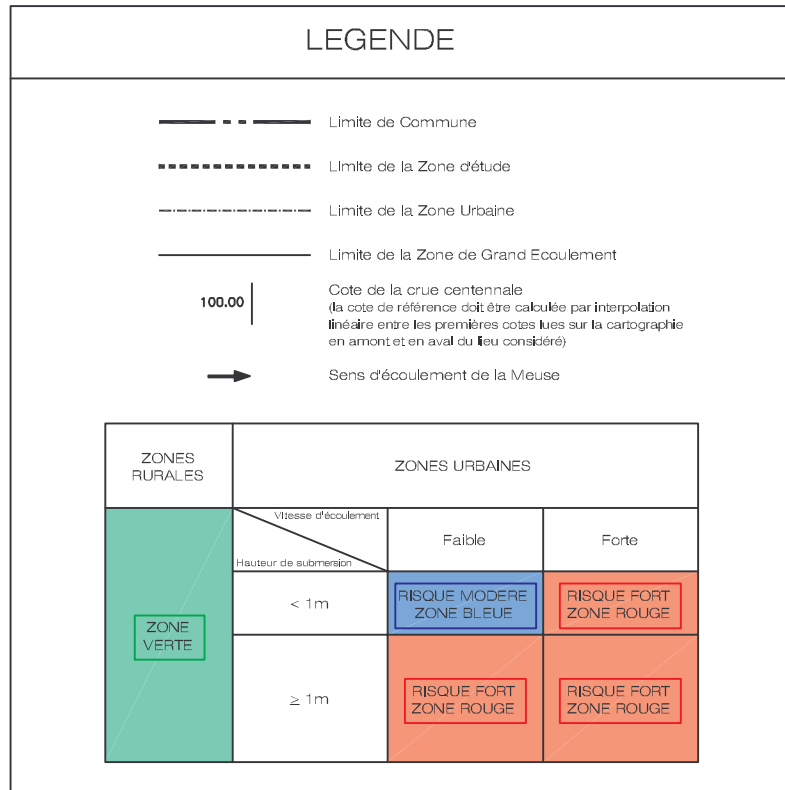 LEGENDE
Limite de Commune
Limite de la Zone d'étude
Limite de la Zone Urbaine
Limite de la Zone de Grand Ecoulement
100.00
Cote de la crue centennale
(la cote de référence doit être calculée par interpolation
linéaire entre les premières cotes lues sur la cartographie
en amont et en aval du lieu considéré)
Sens d'écoulement de la Meuse
ZONES
RURALES
ZONES URBAINES
Vitesse d'écoulement
Hauteur de submersion
Faible
Forte
ZONE
VERTE
< 1m
RISQUE MODERE
ZONE BLEUE
RISQUE FORT
ZONE ROUGE
≥ 1m
RISQUE FORT
ZONE ROUGE
RISQUE FORT
ZONE ROUGE